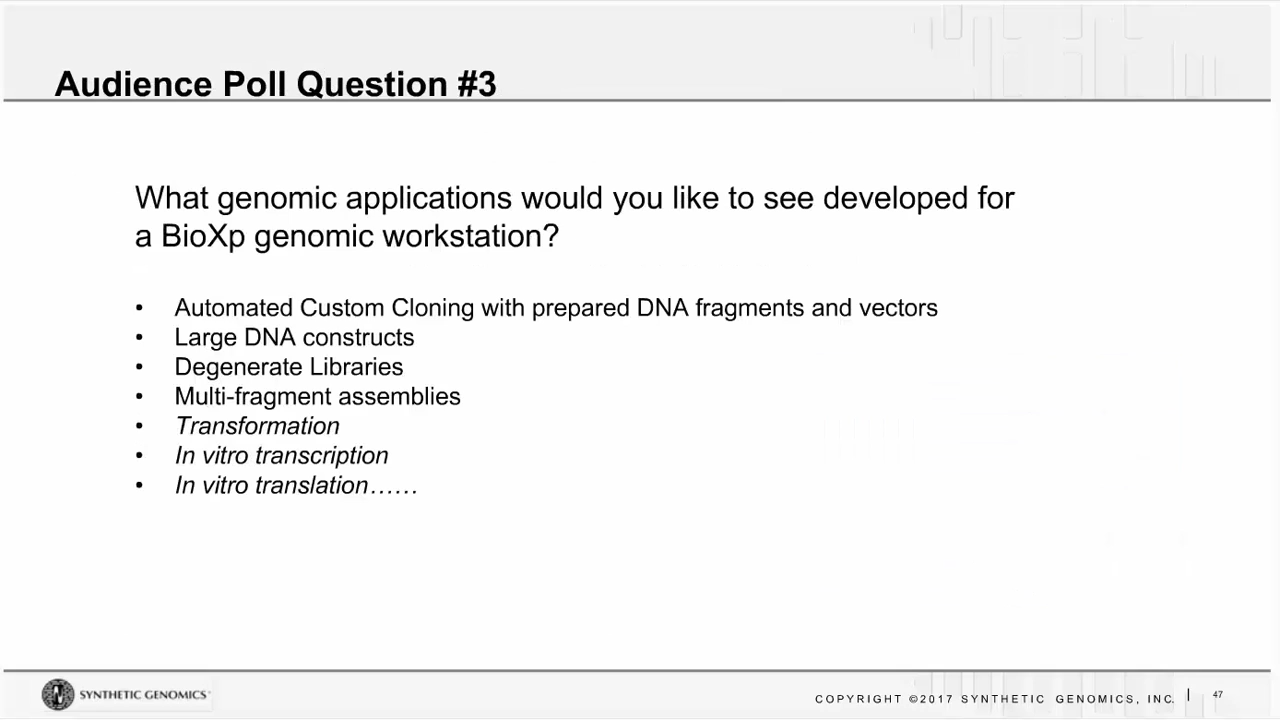 Audience Poll Question #3
What genomic applications would you like to see developed for
a BioXp genomic workstation?
• Automated Custom Cloning with prepared DNA fragments and vectors
• Large DNA constructs
• Degenerate Libraries
• Multi-fragment assemblies
• Transformation
• In vitro transcription
• In vitro translation……
SYNTHETIC GENOMICS
COPYRIGHT ©2017 SYNTHETIC GENOMICS, INC. | 47